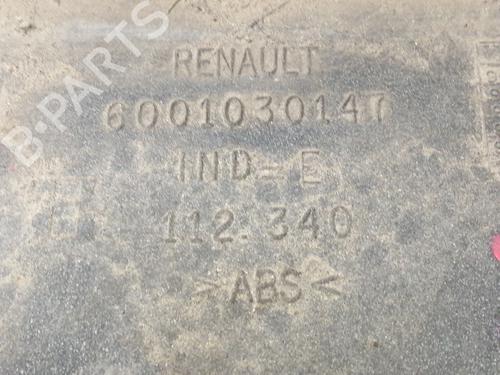 RENAULT
6001030147
IND=E
112.340
>ABS<
B-PARTS